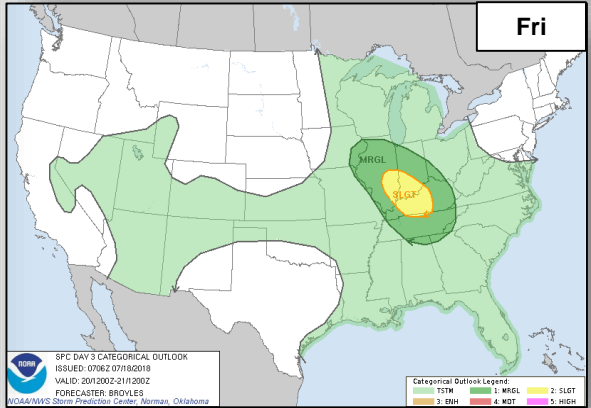 Fri
MRGL
SLGT
NOAA
SPC DAY 3 CATEGORICAL OUTLOOK
ISSUED: 0706Z 07/18/2018
VALID: 20/1200Z-21/1200Z
FORECASTER: BROYLES
NOAA/NWS Storm Prediction Center, Norman, Oklahoma
Categorical Outlook Legend:
TSTM 1: MRGL 2: SLGT
3: ENH 4: MDT 5: HIGH